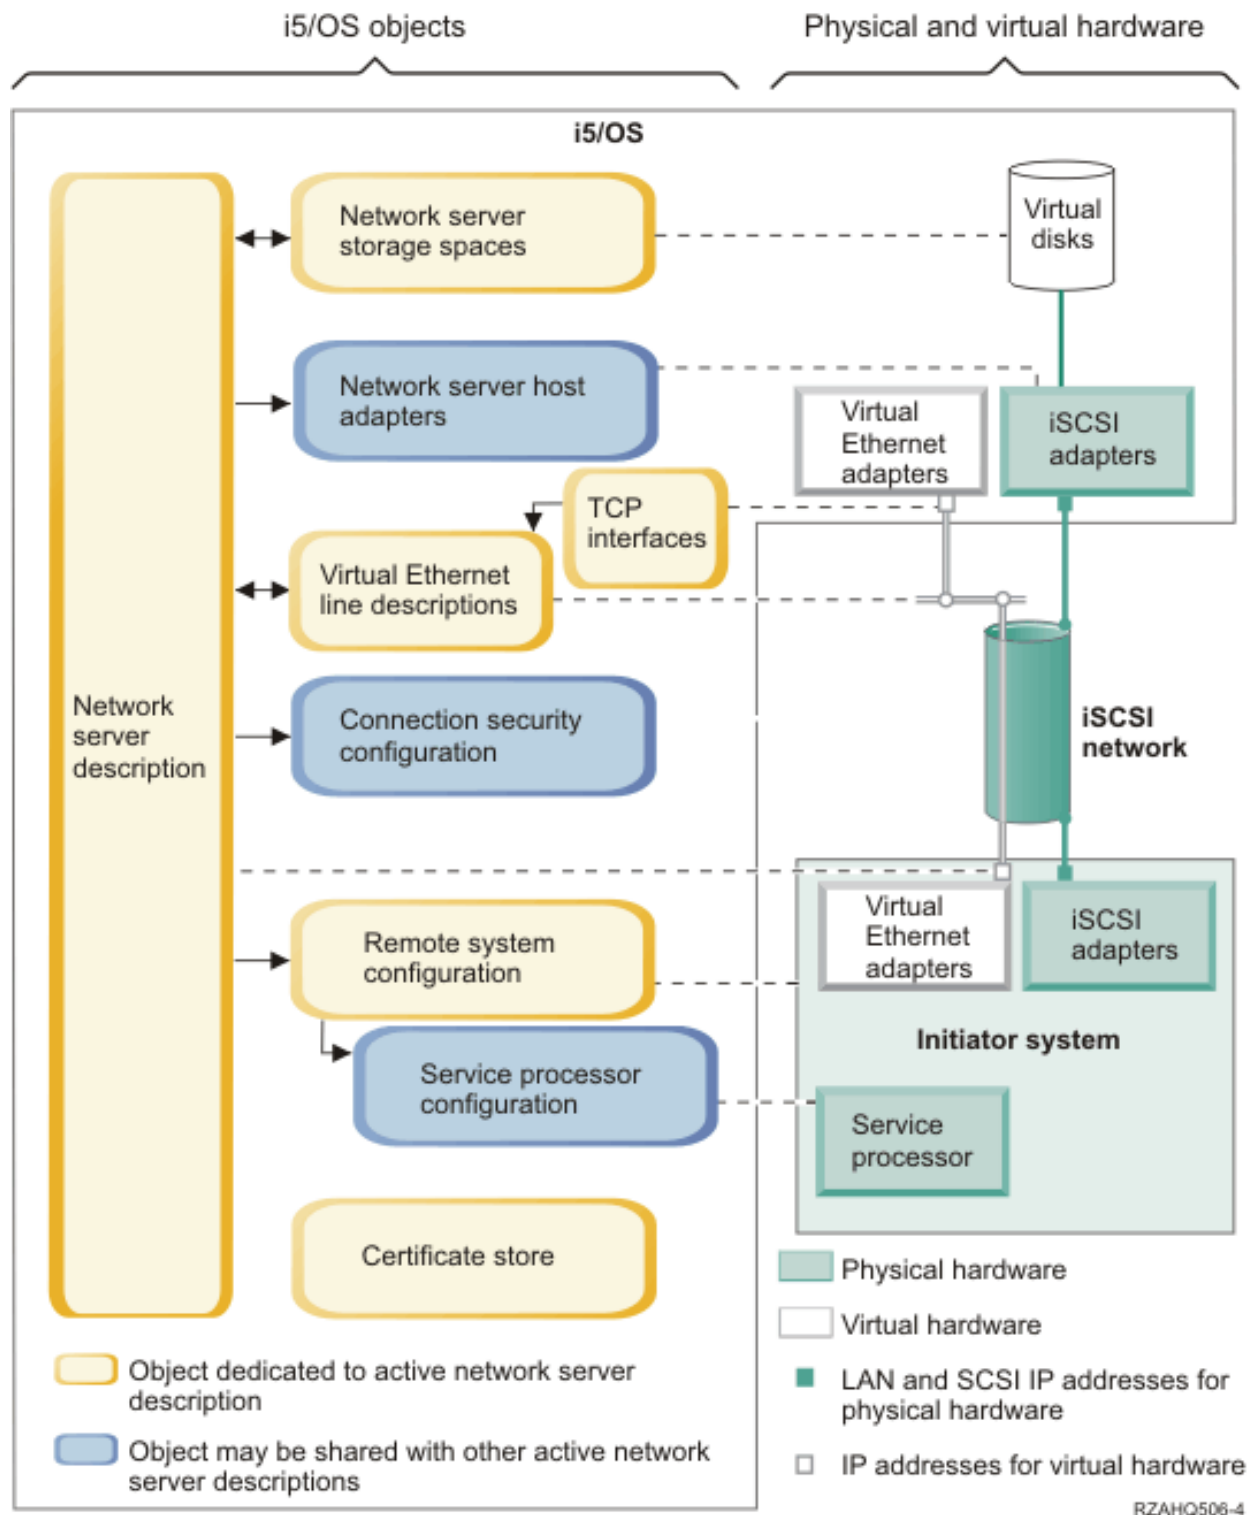 i5/OS objects
Physical and virtual hardware
i5/OS
Network server
storage spaces
Virtual
disks
Network server host
adapters
Virtual
Ethernet
adapters
iSCSI
adapters
TCP
interfaces
Virtual Ethernet
line descriptions
Network
server
description
Connection security
configuration
iSCSI
network
Remote system
configuration
Virtual
Ethernet
adapters
iSCSI
adapters
Initiator system
Service processor
configuration
Service
processor
Certificate store
Physical hardware
Virtual hardware
LAN and SCSI IP addresses for
physical hardware
IP addresses for virtual hardware
Object dedicated to active network server
description
Object may be shared with other active network
server descriptions
RZAHQ506-4